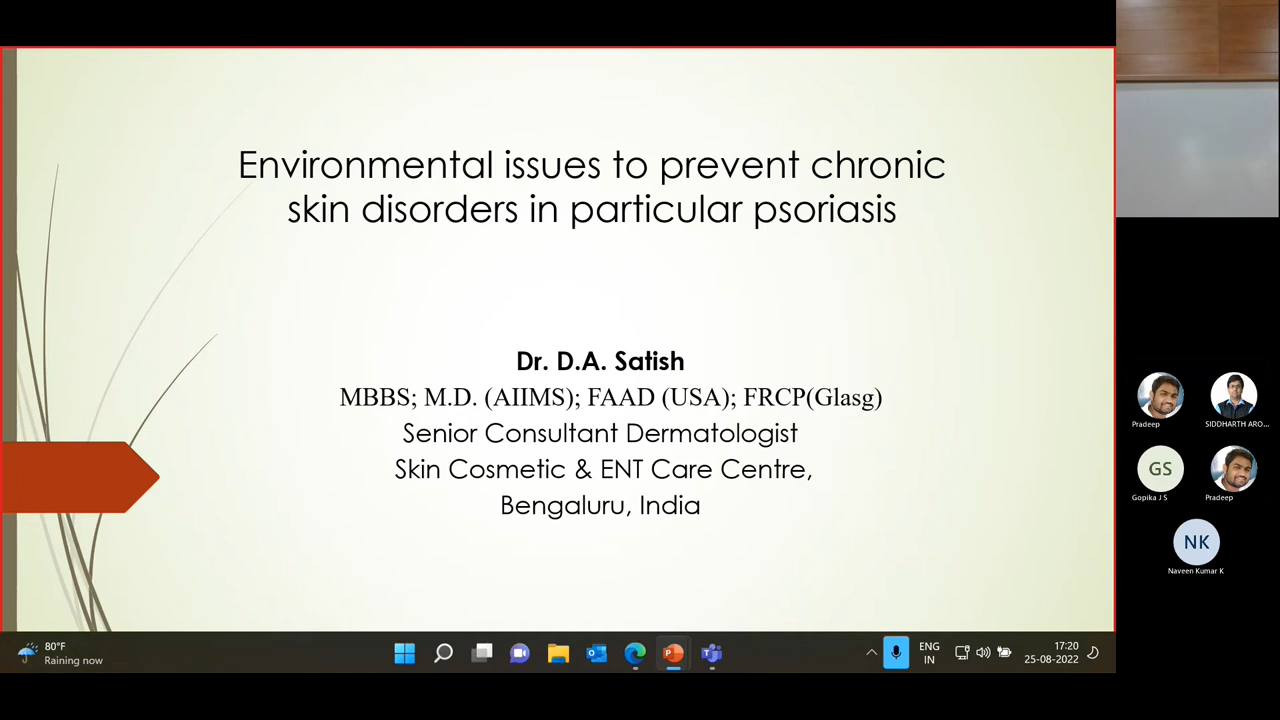 Environmental issues to prevent chronic
skin disorders in particular psoriasis
Dr. D.A. Satish
MBBS; M.D. (AIIMS); FAAD (USA); FRCP(Glasg)
Senior Consultant Dermatologist
Skin Cosmetic & ENT Care Centre,
Bengaluru, India
Pradeep
SIDDHARTH ARO...
GS
Gopika J S
Pradeep
NK
Naveen Kumar K
80°F
Raining now
ENG
IN
17:20
25-08-2022